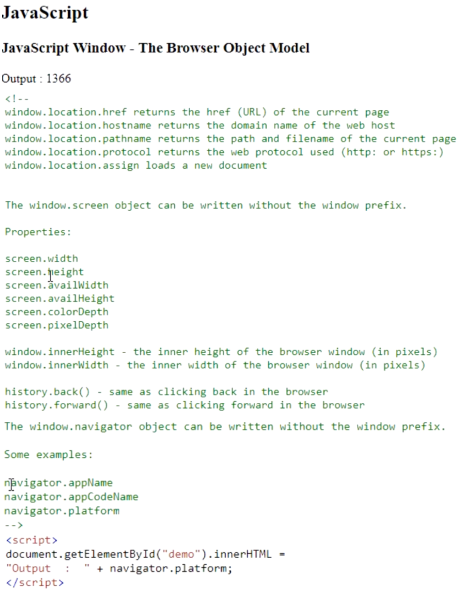 JavaScript
JavaScript Window - The Browser Object Model
Output : 1366
<!--
window.location.href returns the href (URL) of the current page
window.location.hostname returns the domain name of the web host
window.location.pathname returns the path and filename of the current page
window.location.protocol returns the web protocol used (http: or https:)
window.location.assign loads a new document
The window.screen object can be written without the window prefix.
Properties:
screen.width
screen.height
screen.availWidth
screen.availHeight
screen.colorDepth
screen.pixelDepth
window.innerHeight - the inner height of the browser window (in pixels)
window.innerWidth - the inner width of the browser window (in pixels)
history.back() - same as clicking back in the browser
history.forward() - same as clicking forward in the browser
The window.navigator object can be written without the window prefix.
Some examples:
navigator.appName
navigator.appCodeName
navigator.platform
-->
<script>
document.getElementById("demo").innerHTML =
"Output  :  " + navigator.platform;
</script>